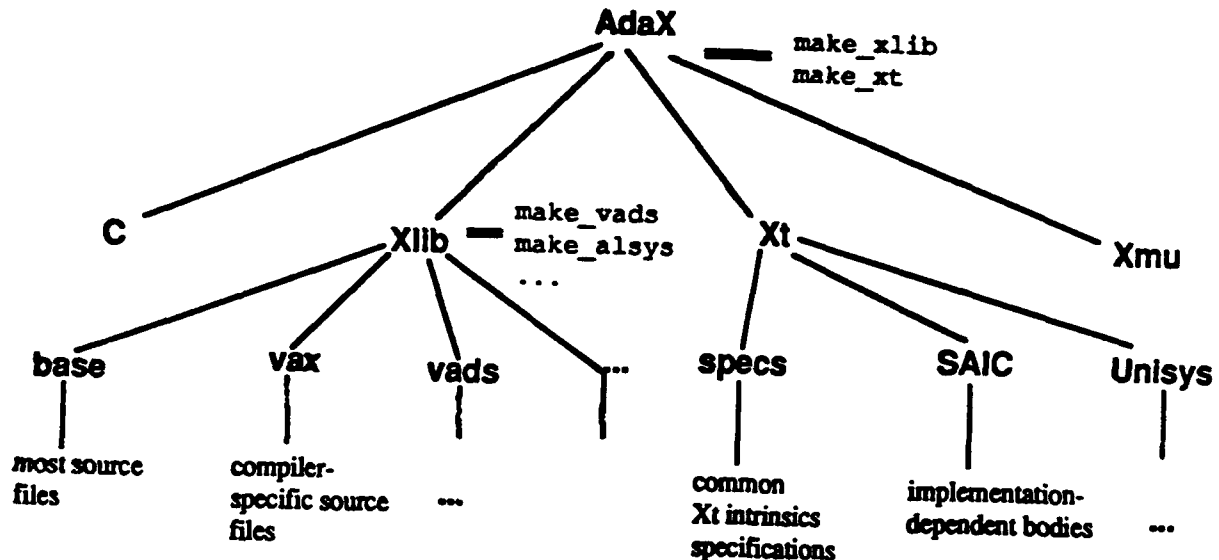 AdaX
make_xlib
make_xt
C
Xlib
make_vads
make_alsys
...
Xt
Xmu
base
vax
vads
...
specs
SAIC
Unisys
most source
files
compiler-
specific source
files
...
common
Xt intrinsics
specifications
implementation-
dependent bodies
...